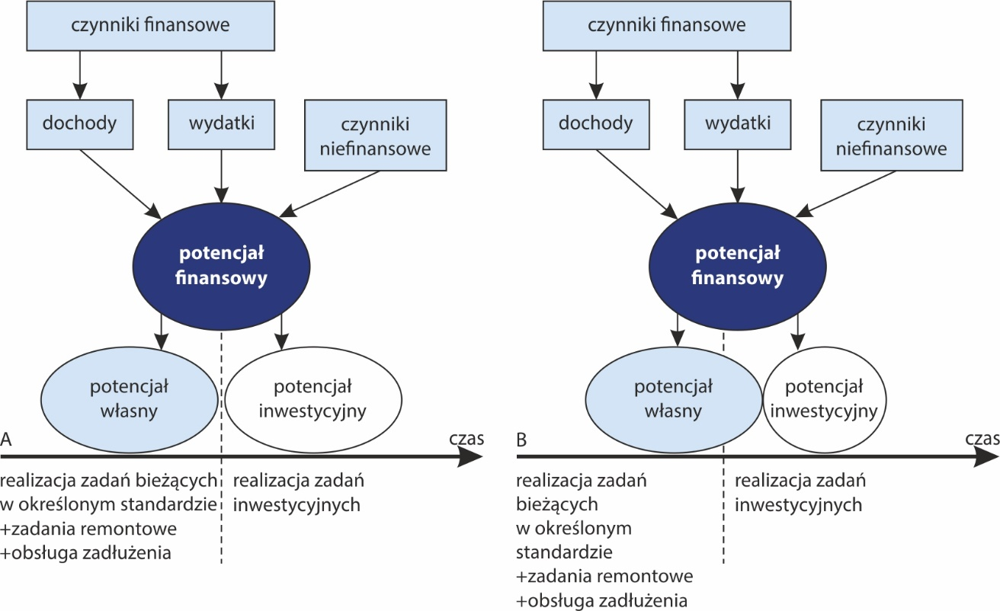 czynniki finansowe
dochody
wydatki
czynniki
niefinansowe
potencjał
finansowy
potencjał
własny
potencjał
inwestycyjny
A
czas
realizacja zadań bieżących
w określonym standardzie
+zadania remontowe
+obsługa zadłużenia
realizacja zadań
inwestycyjnych
czynniki finansowe
dochody
wydatki
czynniki
niefinansowe
potencjał
finansowy
potencjał
własny
potencjał
inwestycyjny
B
czas
realizacja zadań
bieżących
w określonym
standardzie
+zadania remontowe
+obsługa zadłużenia
realizacja zadań
inwestycyjnych